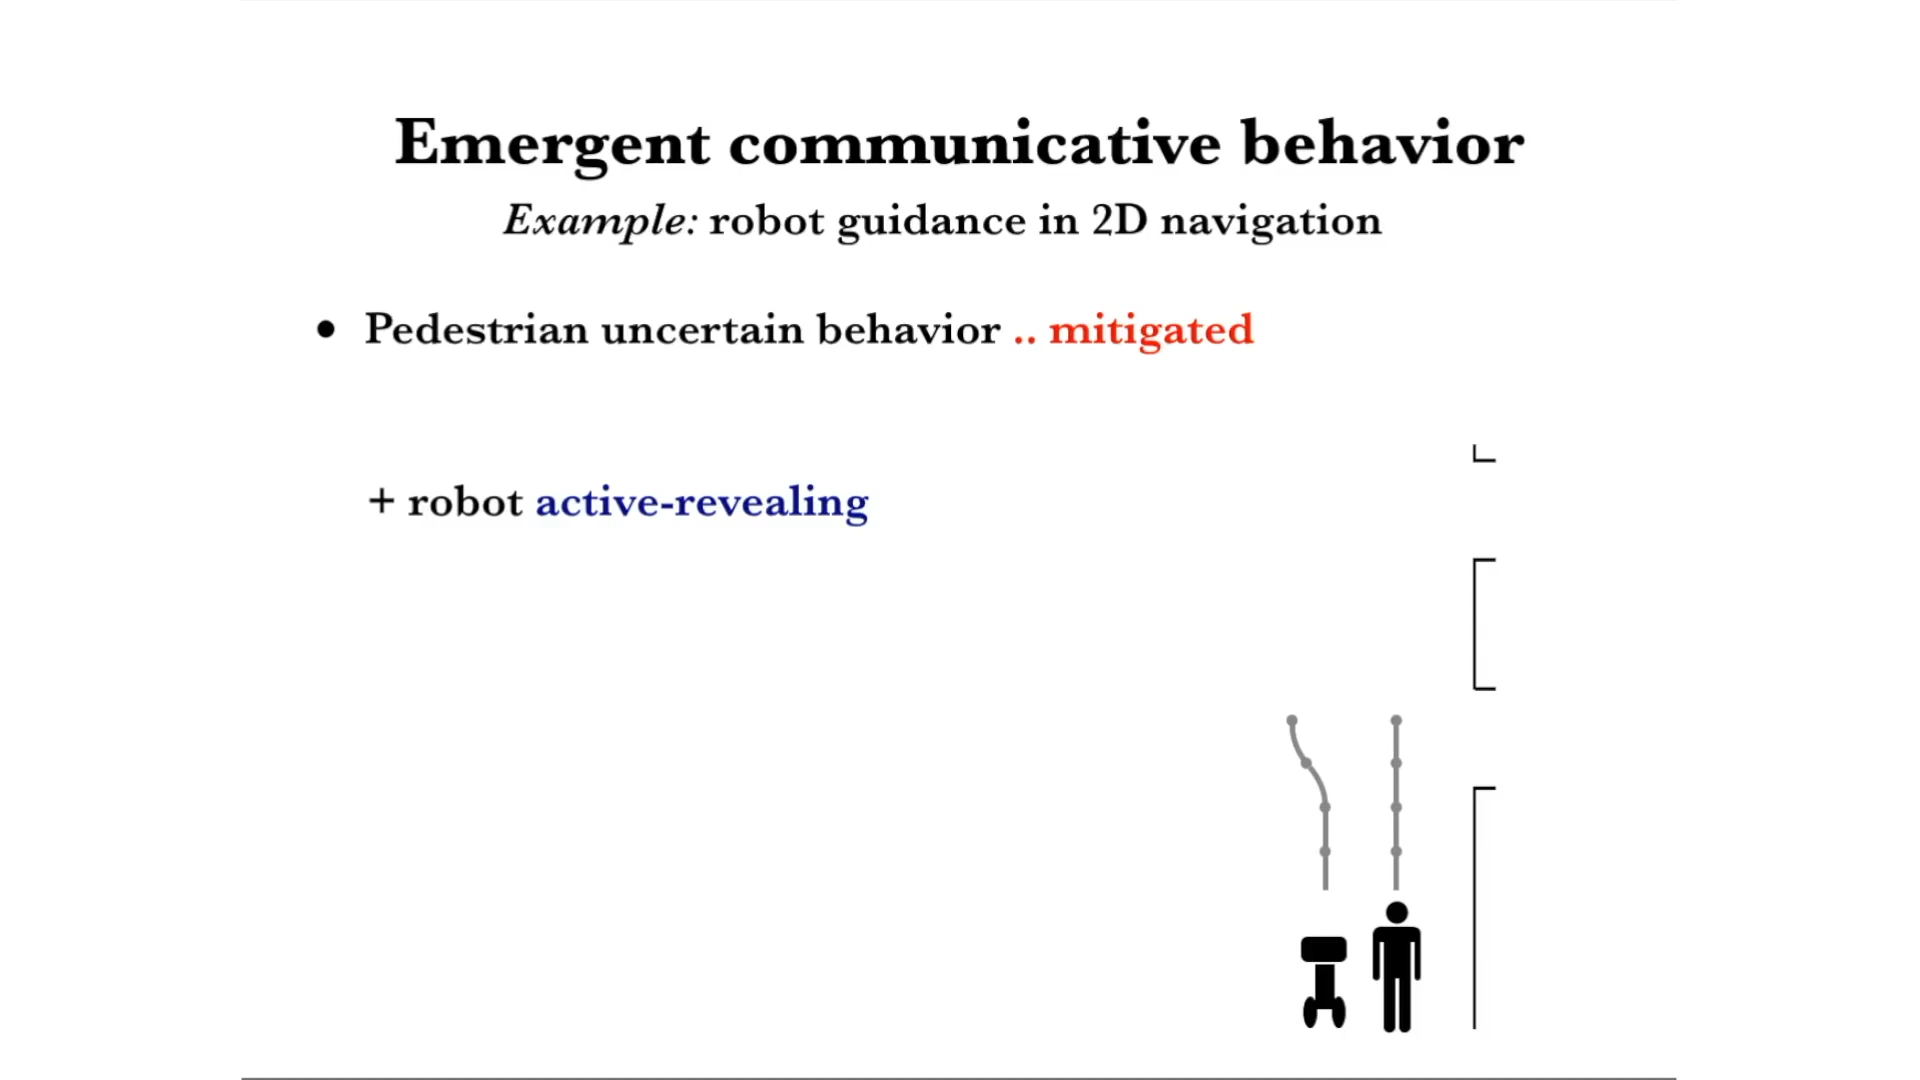 Emergent communicative behavior
Example: robot guidance in 2D navigation
• Pedestrian uncertain behavior .. mitigated
+ robot active-revealing